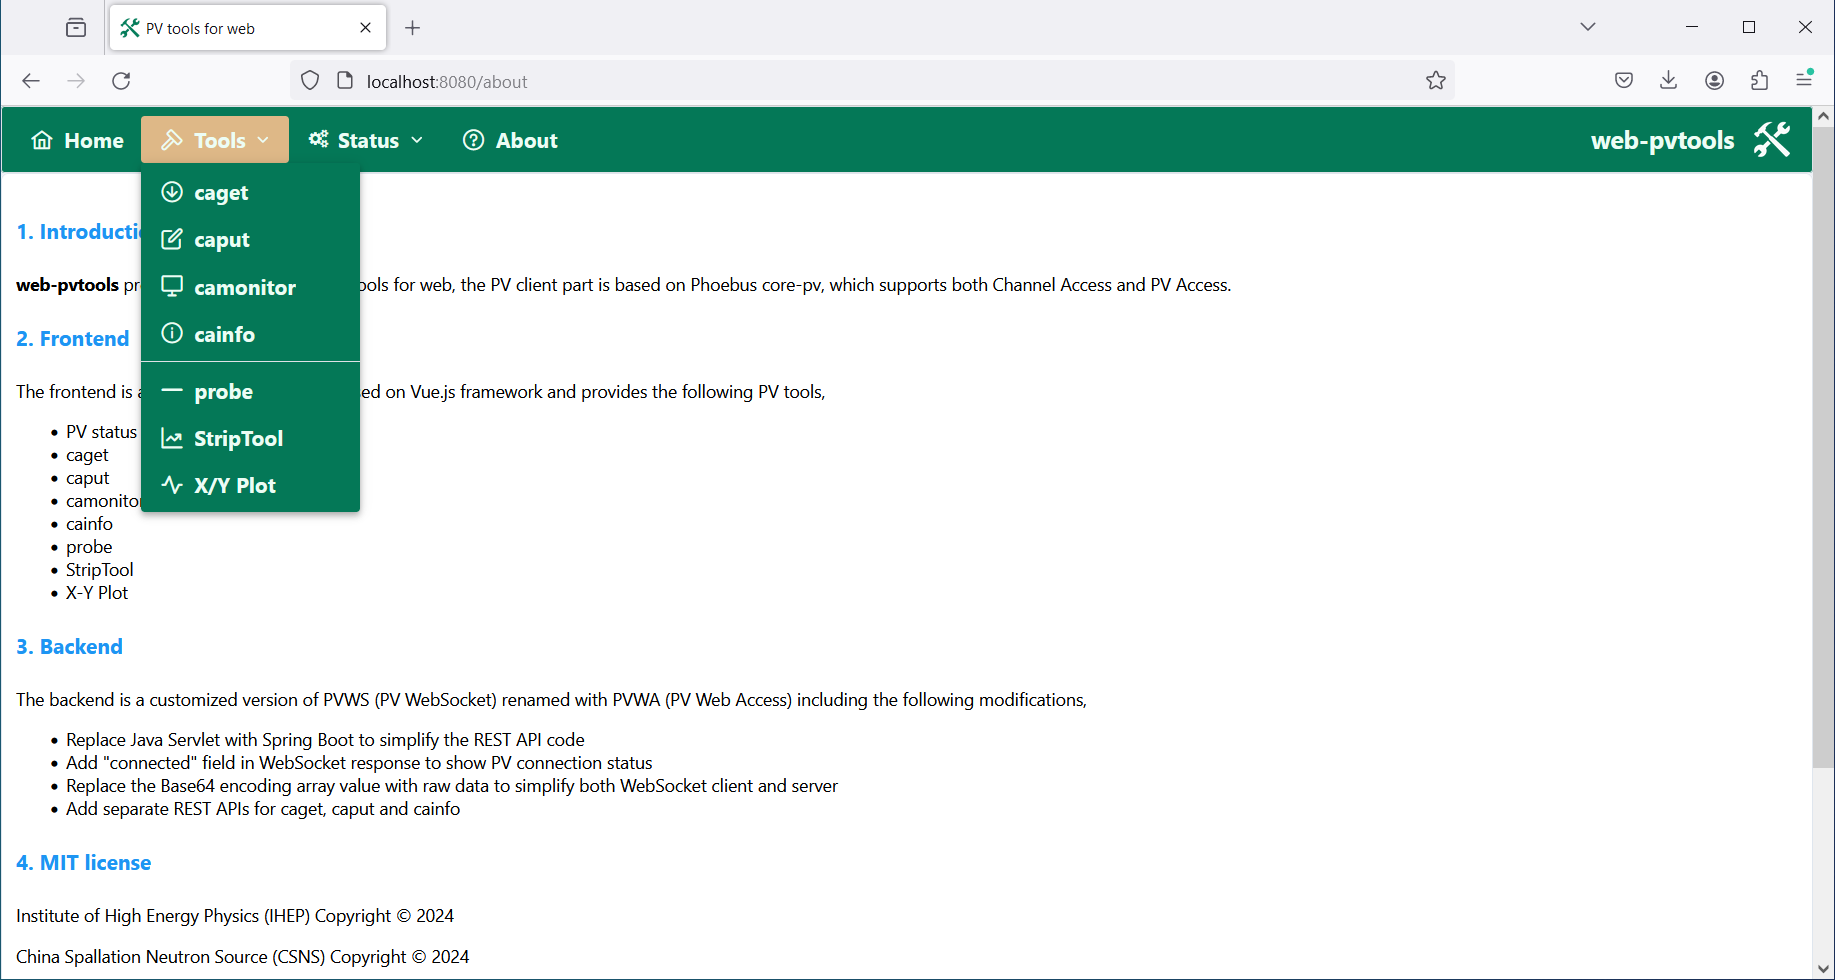 PV tools for web
localhost:8080/about
Home Tools Status About web-pvtools
caget
caput
camonitor
cainfo
probe
StripTool
X/Y Plot
1. Introducti
web-pvtools pr ools for web, the PV client part is based on Phoebus core-pv, which supports both Channel Access and PV Access.
2. Frontend
The frontend is a sed on Vue.js framework and provides the following PV tools,
• PV status
• caget
• caput
• camonitor
• cainfo
• probe
• StripTool
• X-Y Plot
3. Backend
The backend is a customized version of PVWS (PV WebSocket) renamed with PVWA (PV Web Access) including the following modifications,
• Replace Java Servlet with Spring Boot to simplify the REST API code
• Add "connected" field in WebSocket response to show PV connection status
• Replace the Base64 encoding array value with raw data to simplify both WebSocket client and server
• Add separate REST APIs for caget, caput and cainfo
4. MIT license
Institute of High Energy Physics (IHEP) Copyright © 2024
China Spallation Neutron Source (CSNS) Copyright © 2024